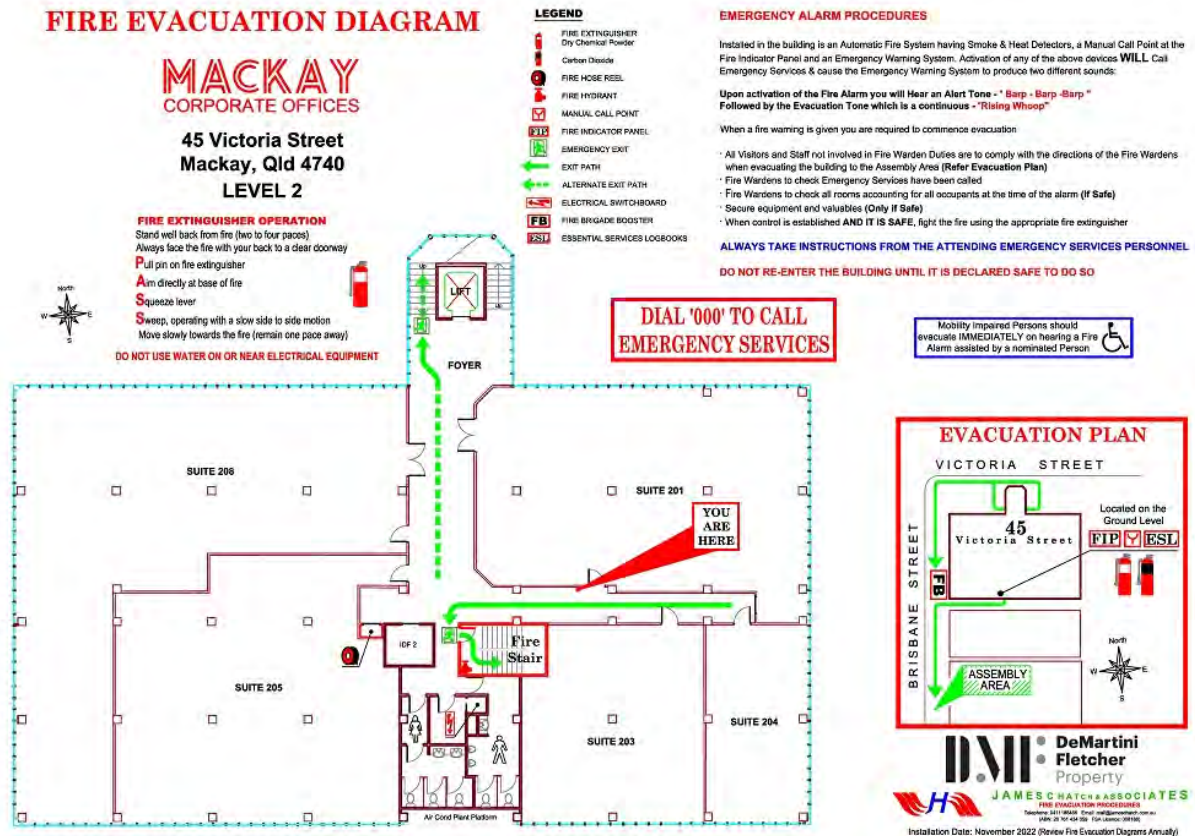 FIRE EVACUATION DIAGRAM
MACKAY
CORPORATE OFFICES
45 Victoria Street
Mackay, Qld 4740
LEVEL 2
FIRE EXTINGUISHER OPERATION
Stand well back from fire (two to four paces)
Always face the fire with your back to a clear doorway
Pull pin on fire extinguisher
Aim directly at base of fire
Squeeze lever
Sweep, operating with a slow side to side motion
Move slowly towards the fire (remain one pace away)
DO NOT USE WATER ON OR NEAR ELECTRICAL EQUIPMENT
North
W E
S
LEGEND
FIRE EXTINGUISHER
Dry Chemical Powder
Carbon Dioxide
FIRE HOSE REEL
FIRE HYDRANT
MANUAL CALL POINT
FIP FIRE INDICATOR PANEL
EMERGENCY EXIT
EXIT PATH
ALTERNATE EXIT PATH
ELECTRICAL SWITCHBOARD
FB FIRE BRIGADE BOOSTER
ESL ESSENTIAL SERVICES LOGBOOKS
EMERGENCY ALARM PROCEDURES
Installed in the building is an Automatic Fire System having Smoke & Heat Detectors, a Manual Call Point at the
Fire Indicator Panel and an Emergency Warning System. Activation of any of the above devices WILL Call
Emergency Services & cause the Emergency Warning System to produce two different sounds:
Upon activation of the Fire Alarm you will Hear an Alert Tone - " Barp - Barp -Barp "
Followed by the Evacuation Tone which is a continuous - "Rising Whoop"
When a fire warning is given you are required to commence evacuation
· All Visitors and Staff not involved in Fire Warden Duties are to comply with the directions of the Fire Wardens
when evacuating the building to the Assembly Area (Refer Evacuation Plan)
· Fire Wardens to check Emergency Services have been called
· Fire Wardens to check all rooms accounting for all occupants at the time of the alarm (If Safe)
· Secure equipment and valuables (Only if Safe)
· When control is established AND IT IS SAFE, fight the fire using the appropriate fire extinguisher
ALWAYS TAKE INSTRUCTIONS FROM THE ATTENDING EMERGENCY SERVICES PERSONNEL
DO NOT RE-ENTER THE BUILDING UNTIL IT IS DECLARED SAFE TO DO SO
DIAL '000' TO CALL
EMERGENCY SERVICES
Mobility Impaired Persons should
evacuate IMMEDIATELY on hearing a Fire
Alarm assisted by a nominated Person
LIFT
FOYER
SUITE 206
SUITE 201
YOU
ARE
HERE
IDF 2
Fire
Stair
SUITE 205
SUITE 203
SUITE 204
Air Cond Plant Platform
EVACUATION PLAN
VICTORIA STREET
BRISBANE STREET
45
Victoria Street
Located on the
Ground Level
FIP ESL
FB
ASSEMBLY
AREA
North
W E
S
DMF DeMartini
Fletcher
Property
H
JAMES C HATCH & ASSOCIATES
FIRE EVACUATION PROCEDURES
Installation Date: November 2022 (Review Fire Evacuation Diagrams Annually)